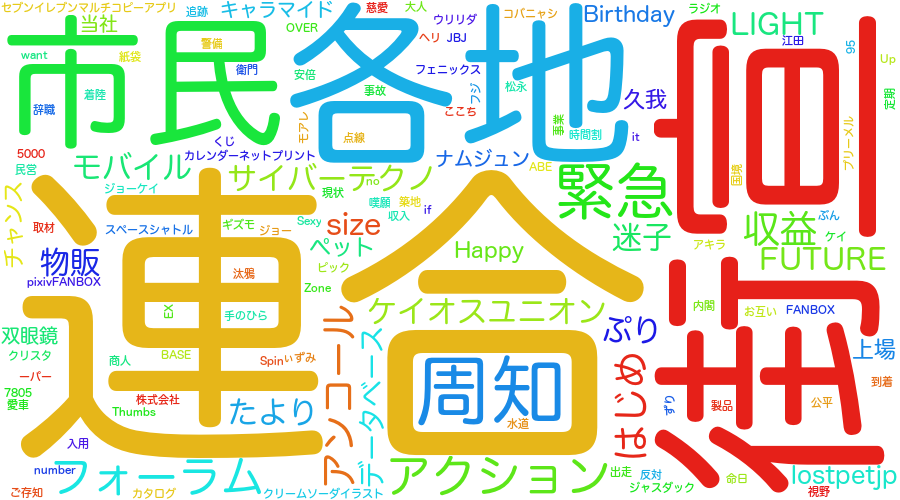 セブンイレブンマルチコピーアプリ
追跡
キャラマイド
慈愛
大人
ウリリダ
コバニャシ
Birthday
ラジオ
LIGHT
当社
OVER
ヘリ
JBJ
江田
95
Up
want
紙袋
警備
市民
各地
街宣
衛門
安倍
フェニックス
フジ
松永
定期
辞職
着陸
事故
ここち
久我
モアレ
点線
事業
時間割
it
ブリーメル
くじ
5000
民営
モバイル
カレンダーネットプリント
ナムジュン
ABE
国規
緊急
サイバーテクノ
no
ジョーケイ
現状
嘆願
築地
収入
if
チャンス
取材
スペースシャトル
ギズモ
ジョー
Sexy
size
迷子
収益
ぶん
ケイ
アキラ
物販
ペット
Happy
FUTURE
連合
汰鴉
ピック
Zone
pixivFANBOX
EX
手のひら
ケイオスユニオン
内閣
お互い
FANBOX
双眼鏡
クリスタ
商人
BASE
Spin
いずみ
アンコール
データベース
ぷり
上場
周知
はじめ
ーパー
7805
愛車
株式会社
Thumbs
たより
水道
ずり
製品
公平
到着
入用
number
フォーラム
アクション
出走
反対
命日
lostpetjp
ご存知
カタログ
クリームソーダイラスト
ジャスダック
視野